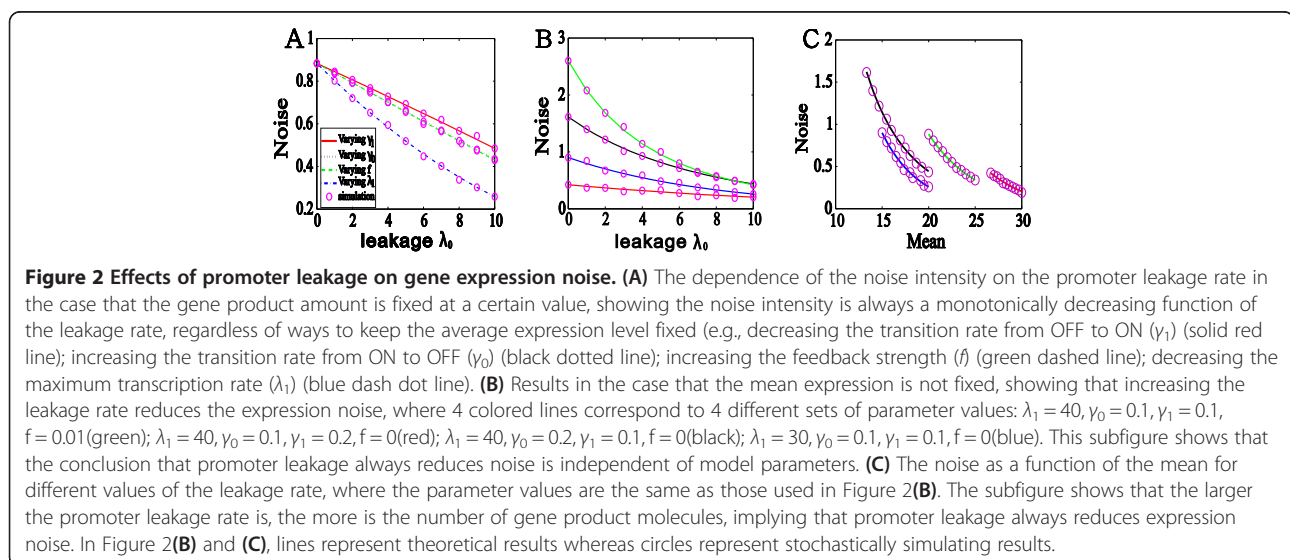 A
Noise
1
0.8
0.6
0.4
0.2
0 2 4 6 8 10
leakage λ₀
Varying γ₁
Varying γ₀
Varying f
Varying λ₁
simulation
B
Noise
3
2
1
0
0 2 4 6 8 10
leakage λ₀
C
Noise
2
1.5
1
0.5
0
10 15 20 25 30
Mean
Figure 2 Effects of promoter leakage on gene expression noise. (A) The dependence of the noise intensity on the promoter leakage rate in
the case that the gene product amount is fixed at a certain value, showing the noise intensity is always a monotonically decreasing function of
the leakage rate, regardless of ways to keep the average expression level fixed (e.g., decreasing the transition rate from OFF to ON (γ₁) (solid red
line); increasing the transition rate from ON to OFF (γ₀) (black dotted line); increasing the feedback strength (f) (green dashed line); decreasing the
maximum transcription rate (λ₁) (blue dash dot line). (B) Results in the case that the mean expression is not fixed, showing that increasing the
leakage rate reduces the expression noise, where 4 colored lines correspond to 4 different sets of parameter values: λ₁ = 40, γ₀ = 0.1, γ₁ = 0.1,
f = 0.01(green); λ₁ = 40, γ₀ = 0.1, γ₁ = 0.2, f = 0(red); λ₁ = 40, γ₀ = 0.2, γ₁ = 0.1, f = 0(black); λ₁ = 30, γ₀ = 0.1, γ₁ = 0.1, f = 0(blue). This subfigure shows that
the conclusion that promoter leakage always reduces noise is independent of model parameters. (C) The noise as a function of the mean for
different values of the leakage rate, where the parameter values are the same as those used in Figure 2(B). The subfigure shows that the larger
the promoter leakage rate is, the more is the number of gene product molecules, implying that promoter leakage always reduces expression
noise. In Figure 2(B) and (C), lines represent theoretical results whereas circles represent stochastically simulating results.